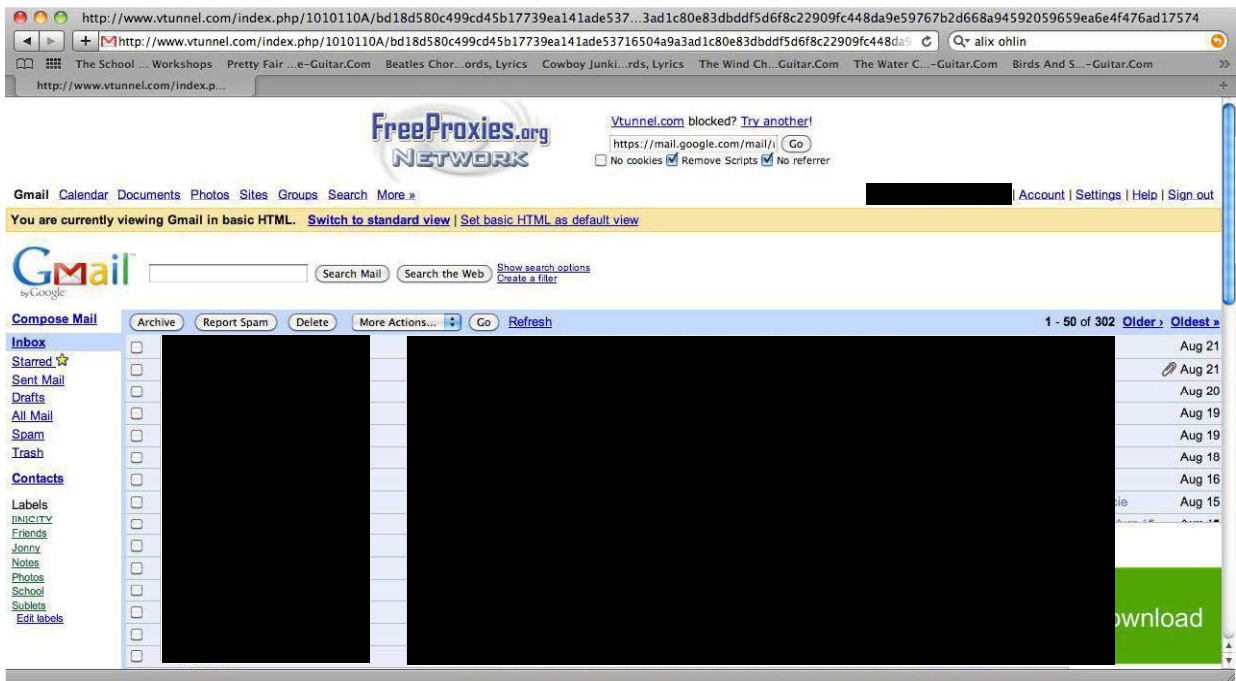 http://www.vtunnel.com/index.php/1010110A/bd18d580c499cd45b17739ea141ade537...3ad1c80e83dbddf5d6f8c22909fc448da9e59767b2d668a94592059659ea6e4f476ad17574
http://www.vtunnel.com/index.php/1010110A/bd18d580c499cd45b17739ea141ade53716504a9a3ad1c80e83dbddf5d6f8c22909fc448da9 alix ohlin
The School ... Workshops Pretty Fair ...e-Guitar.Com Beatles Chor...ords, Lyrics Cowboy Junki...rds, Lyrics The Wind Ch...Guitar.Com The Water C...-Guitar.Com Birds And S...-Guitar.Com »
http://www.vtunnel.com/index.p...
FreeProxies.org
NETWORK
Vtunnel.com blocked? Try another!
https://mail.google.com/mail/ Go
No cookies Remove Scripts No referrer
Gmail Calendar Documents Photos Sites Groups Search More » | Account | Settings | Help | Sign out
You are currently viewing Gmail in basic HTML. Switch to standard view | Set basic HTML as default view
Gmail™
by Google
Search Mail Search the Web Show search options
Create a filter
Compose Mail Archive Report Spam Delete More Actions... Go Refresh 1 - 50 of 302 Older › Oldest »
Inbox Aug 21
Starred Aug 21
Sent Mail Aug 20
Drafts
All Mail Aug 19
Spam Aug 19
Trash Aug 18
Contacts Aug 16
Labels cie Aug 15
Friends
Jonny
Notes
Photos
School
Sublets
Edit labels
ownload